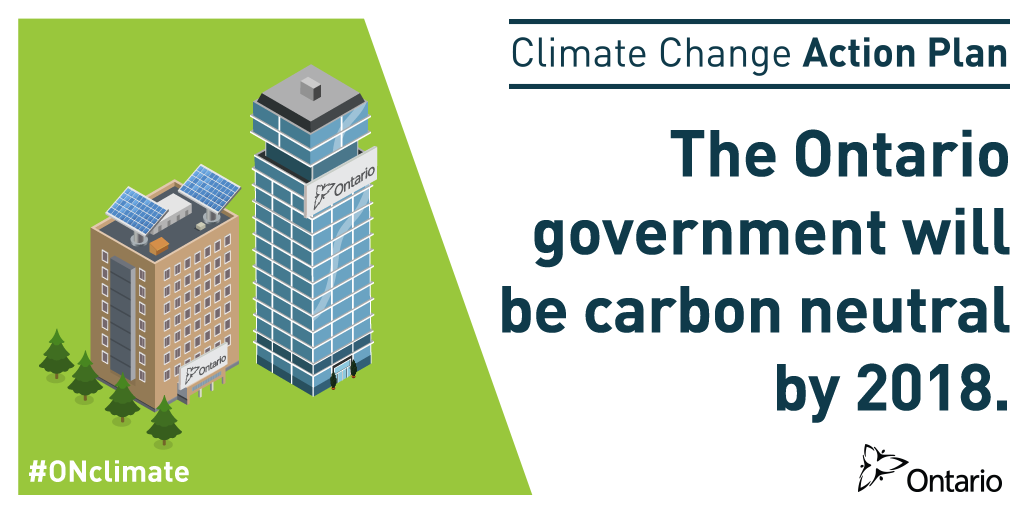 Climate Change Action Plan
The Ontario
government will
be carbon neutral
by 2018.
Ontario
Ontario
#ONclimate
Ontario